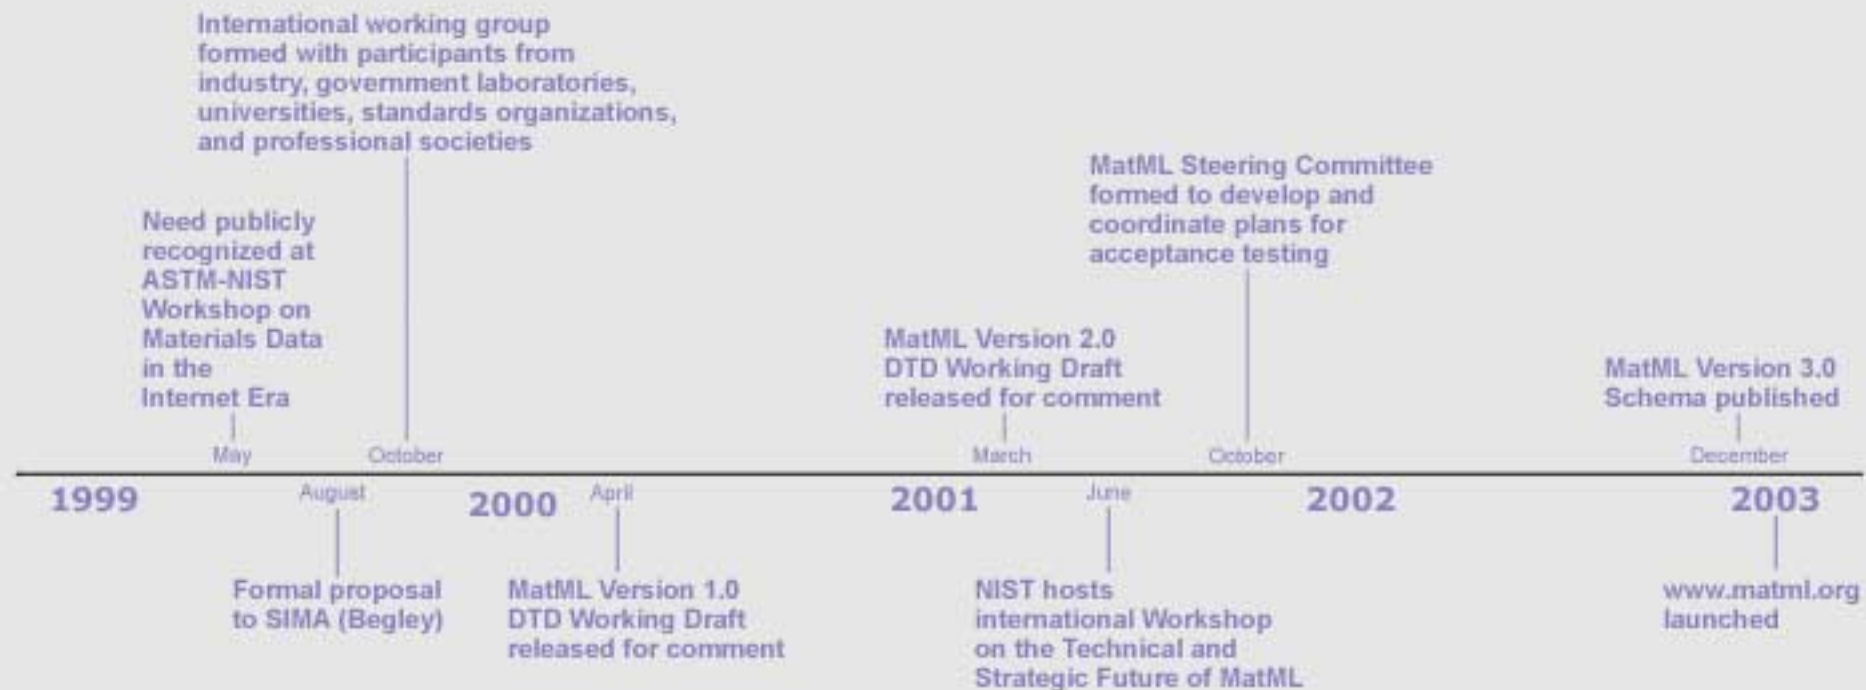 International working group
formed with participants from
industry, government laboratories,
universities, standards organizations,
and professional societies
MatML Steering Committee
formed to develop and
coordinate plans for
acceptance testing
Need publicly
recognized at
ASTM-NIST
Workshop on
Materials Data
in the
Internet Era
MatML Version 2.0
DTD Working Draft
released for comment
MatML Version 3.0
Schema published
May
October
March
October
December
1999
August
2000
April
2001
June
2002
2003
Formal proposal
to SIMA (Begley)
MatML Version 1.0
DTD Working Draft
released for comment
NIST hosts
international Workshop
on the Technical and
Strategic Future of MatML
www.matml.org
launched